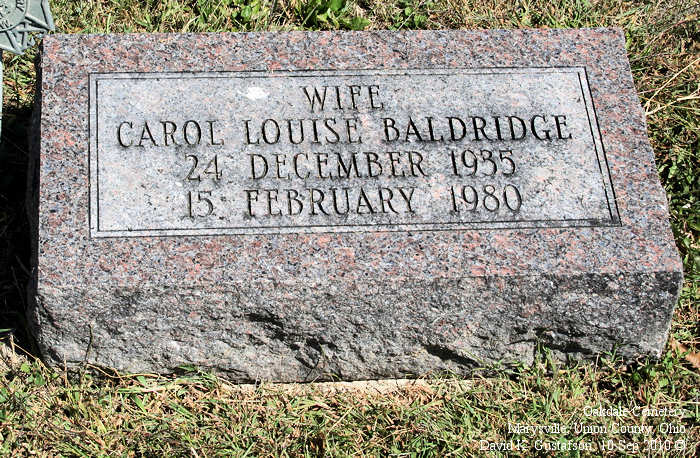 WIFE
CAROL LOUISE BALDRIDGE
24 DECEMBER 1935
15 FEBRUARY 1980
Oakdale Cemetery
Marysville, Union County, Ohio
David K. Gustafson, 10 Sep, 2010 ©